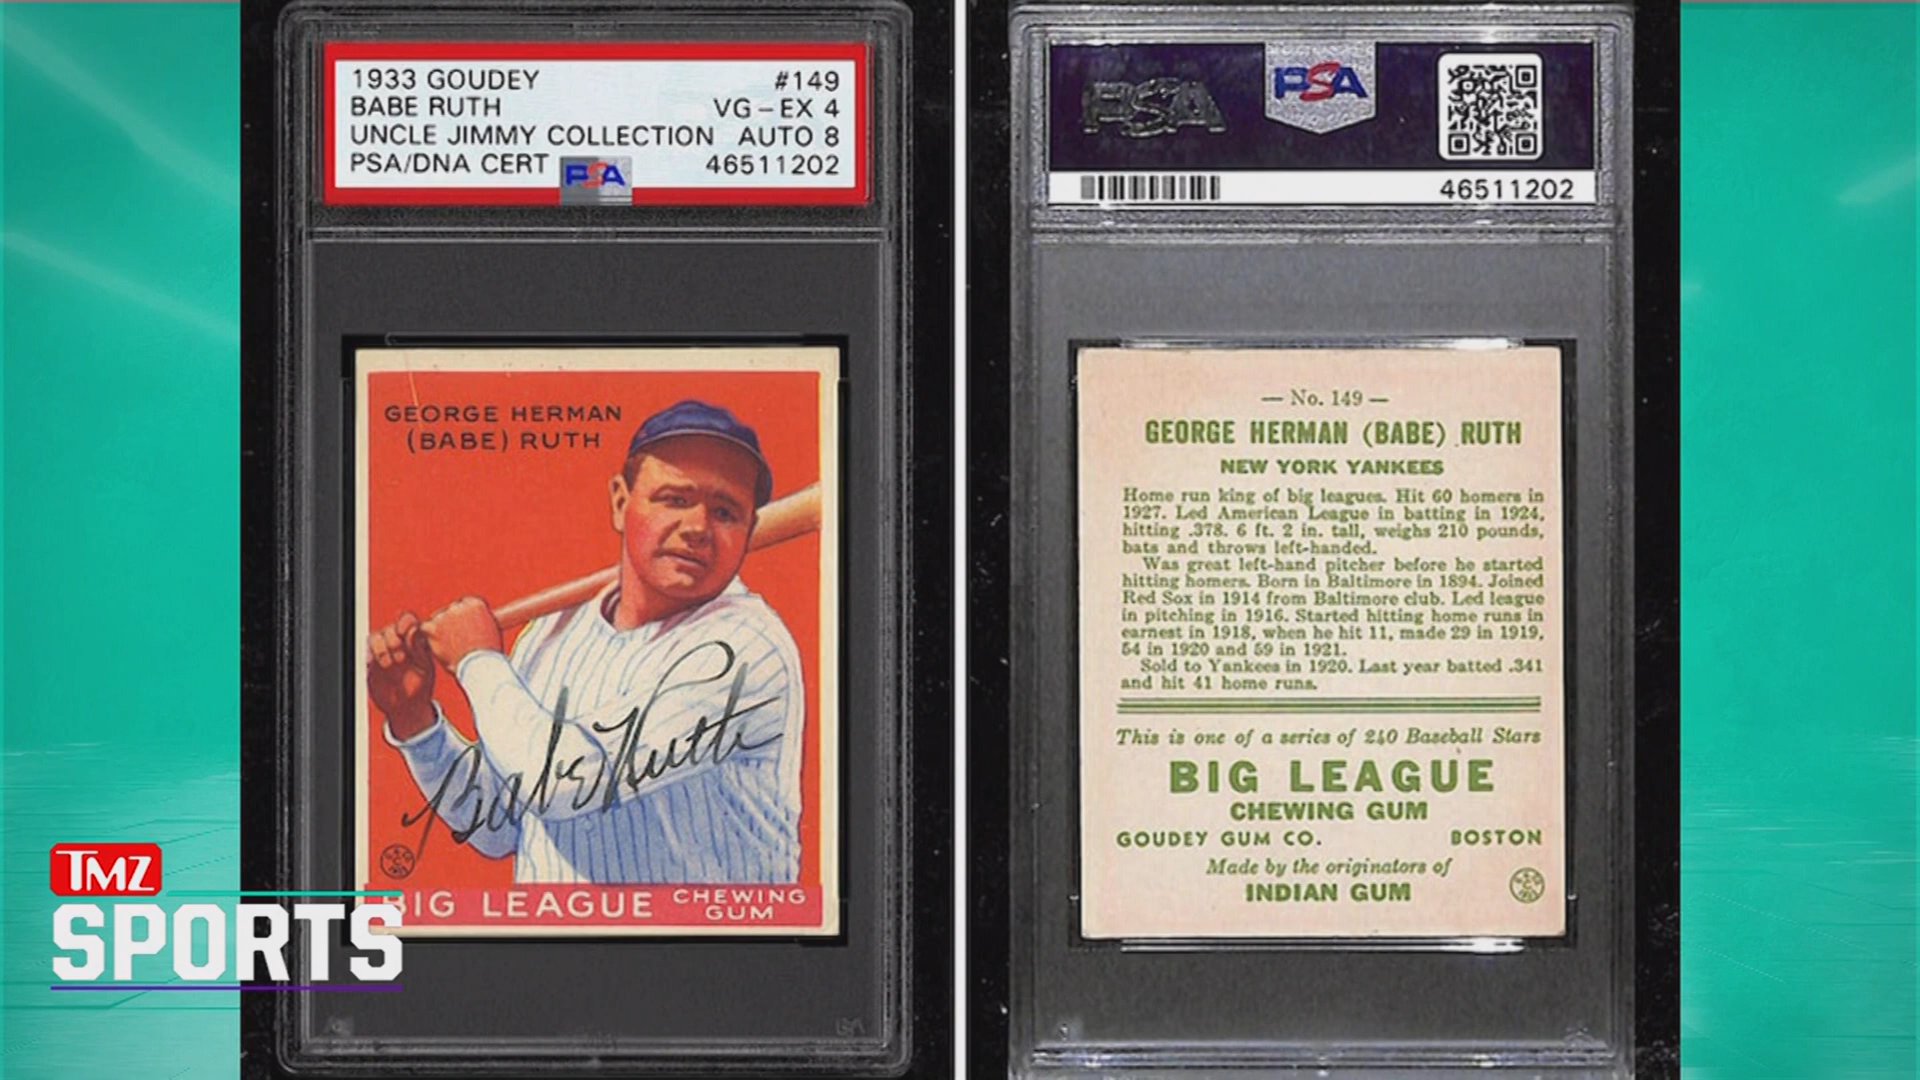 1933 GOUDEY #149
BABE RUTH VG-EX 4
UNCLE JIMMY COLLECTION AUTO 8
PSA/DNA CERT PSA 46511202
GEORGE HERMAN
(BABE) RUTH
Babe Ruth
BIG LEAGUE CHEWING GUM
PSA PSA
46511202
— No. 149 —
GEORGE HERMAN (BABE) RUTH
NEW YORK YANKEES
Home run king of big leagues. Hit 60 homers in
1927. Led American League in batting in 1924,
hitting .378. 6 ft. 2 in. tall, weighs 210 pounds,
bats and throws left-handed.
Was great left-hand pitcher before he started
hitting homers. Born in Baltimore in 1894. Joined
Red Sox in 1914 from Baltimore club. Led league
in pitching in 1916. Started hitting home runs in
earnest in 1918, when he hit 11, made 29 in 1919,
54 in 1920 and 59 in 1921.
Sold to Yankees in 1920. Last year batted .341
and hit 41 home runs.
This is one of a series of 240 Baseball Stars
BIG LEAGUE
CHEWING GUM
GOUDEY GUM CO. BOSTON
Made by the originators of
INDIAN GUM
TMZ
SPORTS